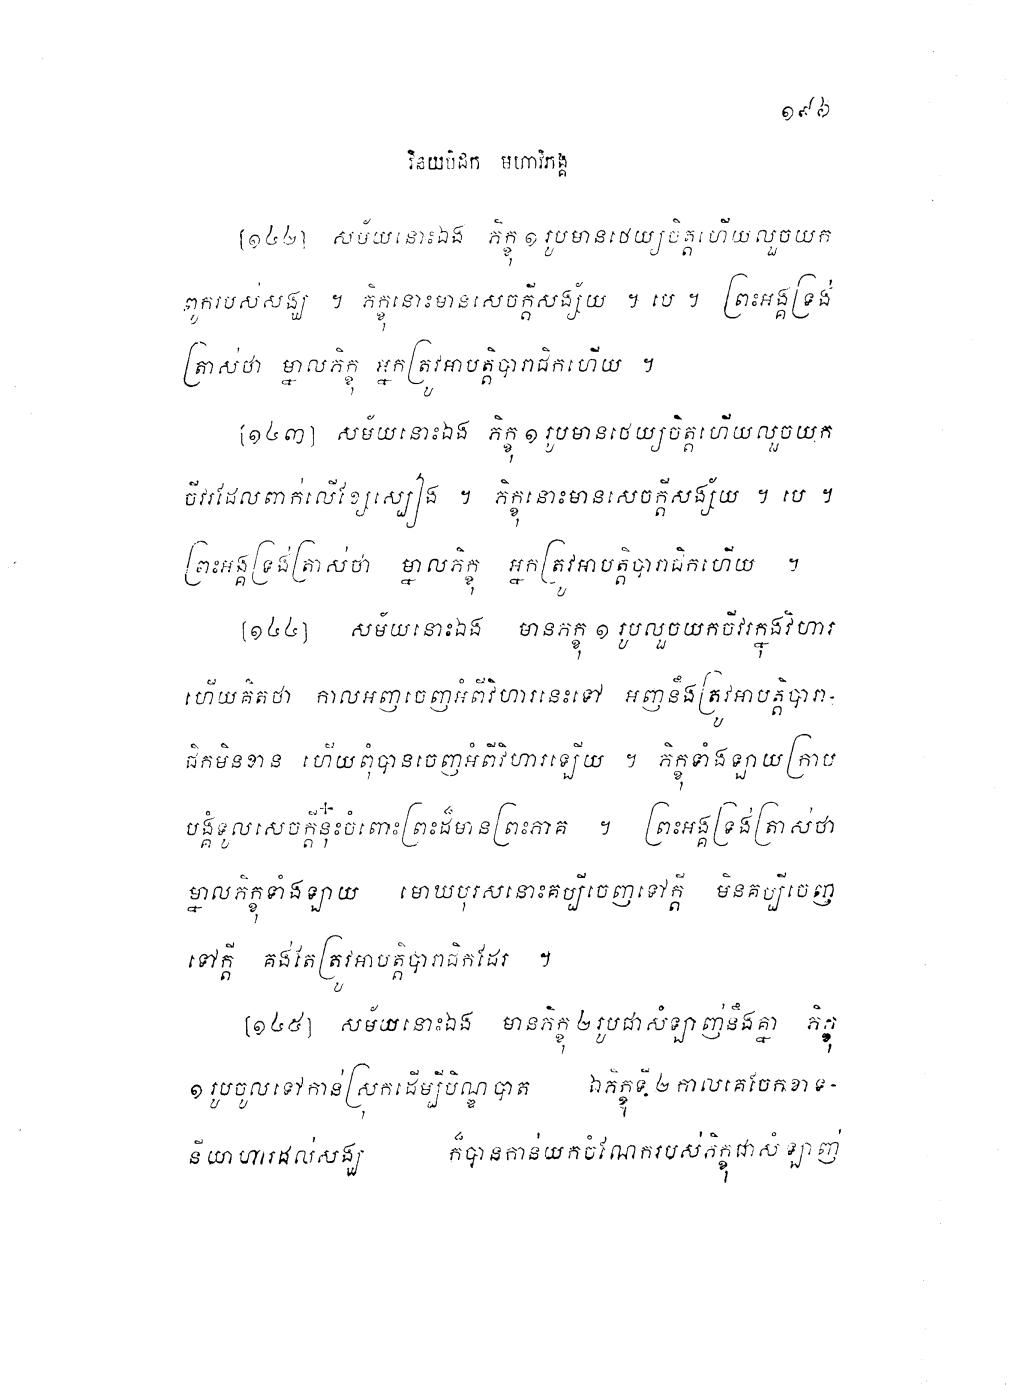 ១៩៦
វិនយបិដក មហាវិភង្គ
[១៤២] សម័យនោះឯង ភិក្ខុ ១ រូបមានថេយ្យចិត្តហើយលួចយក
ពូករបស់សង្ឃ ។ ភិក្ខុនោះមានសេចក្តីសង្ស័យ ។ បេ ។ ព្រះអង្គទ្រង់
ត្រាស់ថា ម្នាលភិក្ខុ អ្នកត្រូវអាបត្តិបារាជិកហើយ ។
[១៤៣] សម័យនោះឯង ភិក្ខុ ១ រូបមានថេយ្យចិត្តហើយលួចយក
ចីវរដែលពាក់លើខ្សែស្បៀង ។ ភិក្ខុនោះមានសេចក្តីសង្ស័យ ។ បេ ។
ព្រះអង្គទ្រង់ត្រាស់ថា ម្នាលភិក្ខុ អ្នកត្រូវអាបត្តិបារាជិកហើយ ។
[១៤៤] សម័យនោះឯង មានភិក្ខុ ១ រូបលួចយកចីវរក្នុងវិហារ
ហើយគិតថា កាលអញចេញអំពីវិហារនេះទៅ អញនឹងត្រូវអាបត្តិបារា-
ជិកមិនខាន ហើយពុំបានចេញអំពីវិហារឡើយ ។ ភិក្ខុទាំងឡាយក្រាប
បង្គំទូលសេចក្តីនុ៎ះចំពោះព្រះដ៏មានព្រះភាគ ។ ព្រះអង្គទ្រង់ត្រាស់ថា
ម្នាលភិក្ខុទាំងឡាយ មោឃបុរសនោះគប្បីចេញទៅក្តី មិនគប្បីចេញ
ទៅក្តី គង់តែត្រូវអាបត្តិបារាជិកដែរ ។
[១៤៥] សម័យនោះឯង មានភិក្ខុ ២ រូបជាសំឡាញ់នឹងគ្នា ភិក្ខុ
១ រូបចូលទៅកាន់ស្រុកដើម្បីបិណ្ឌបាត ឯភិក្ខុទី ២ កាលគេចែកខាទ-
នីយាហារដល់សង្ឃ ក៏បានកាន់យកចំណែករបស់ភិក្ខុជាសំឡាញ់